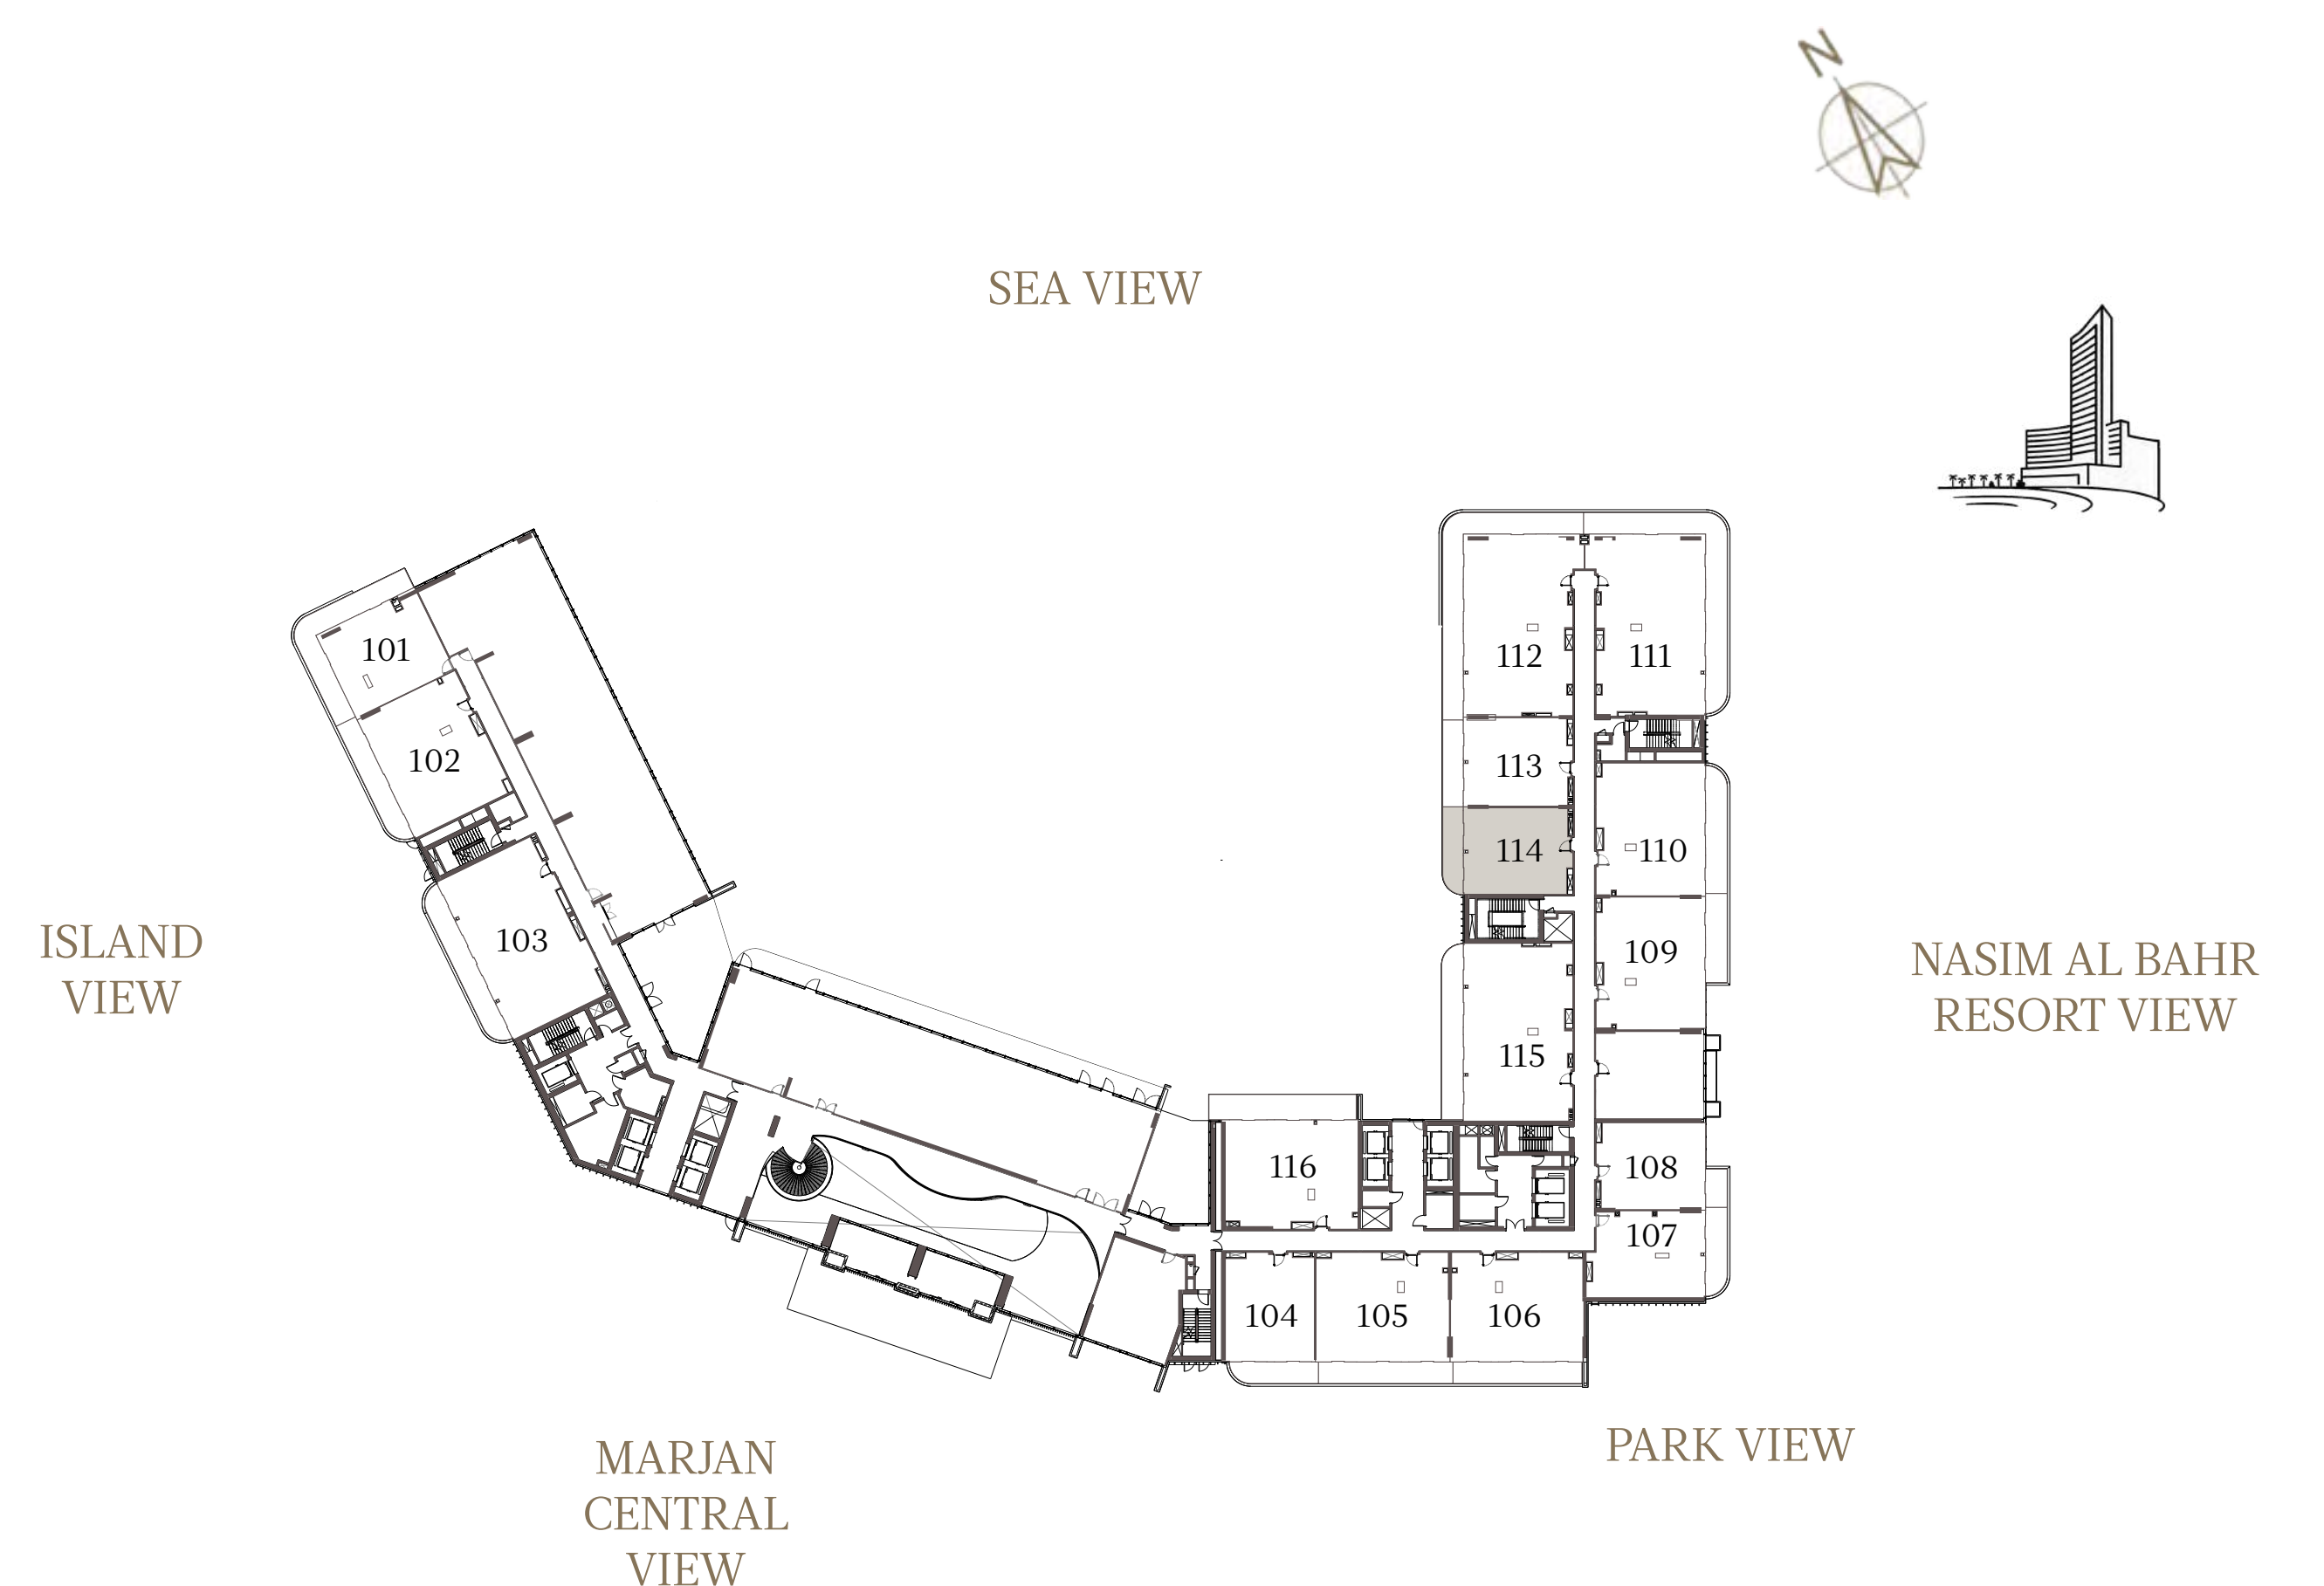 N
SEA VIEW
101
102
103
112
111
113
114
110
109
115
116
108
107
104
105
106
ISLAND
VIEW
NASIM AL BAHR
RESORT VIEW
MARJAN
CENTRAL
VIEW
PARK VIEW